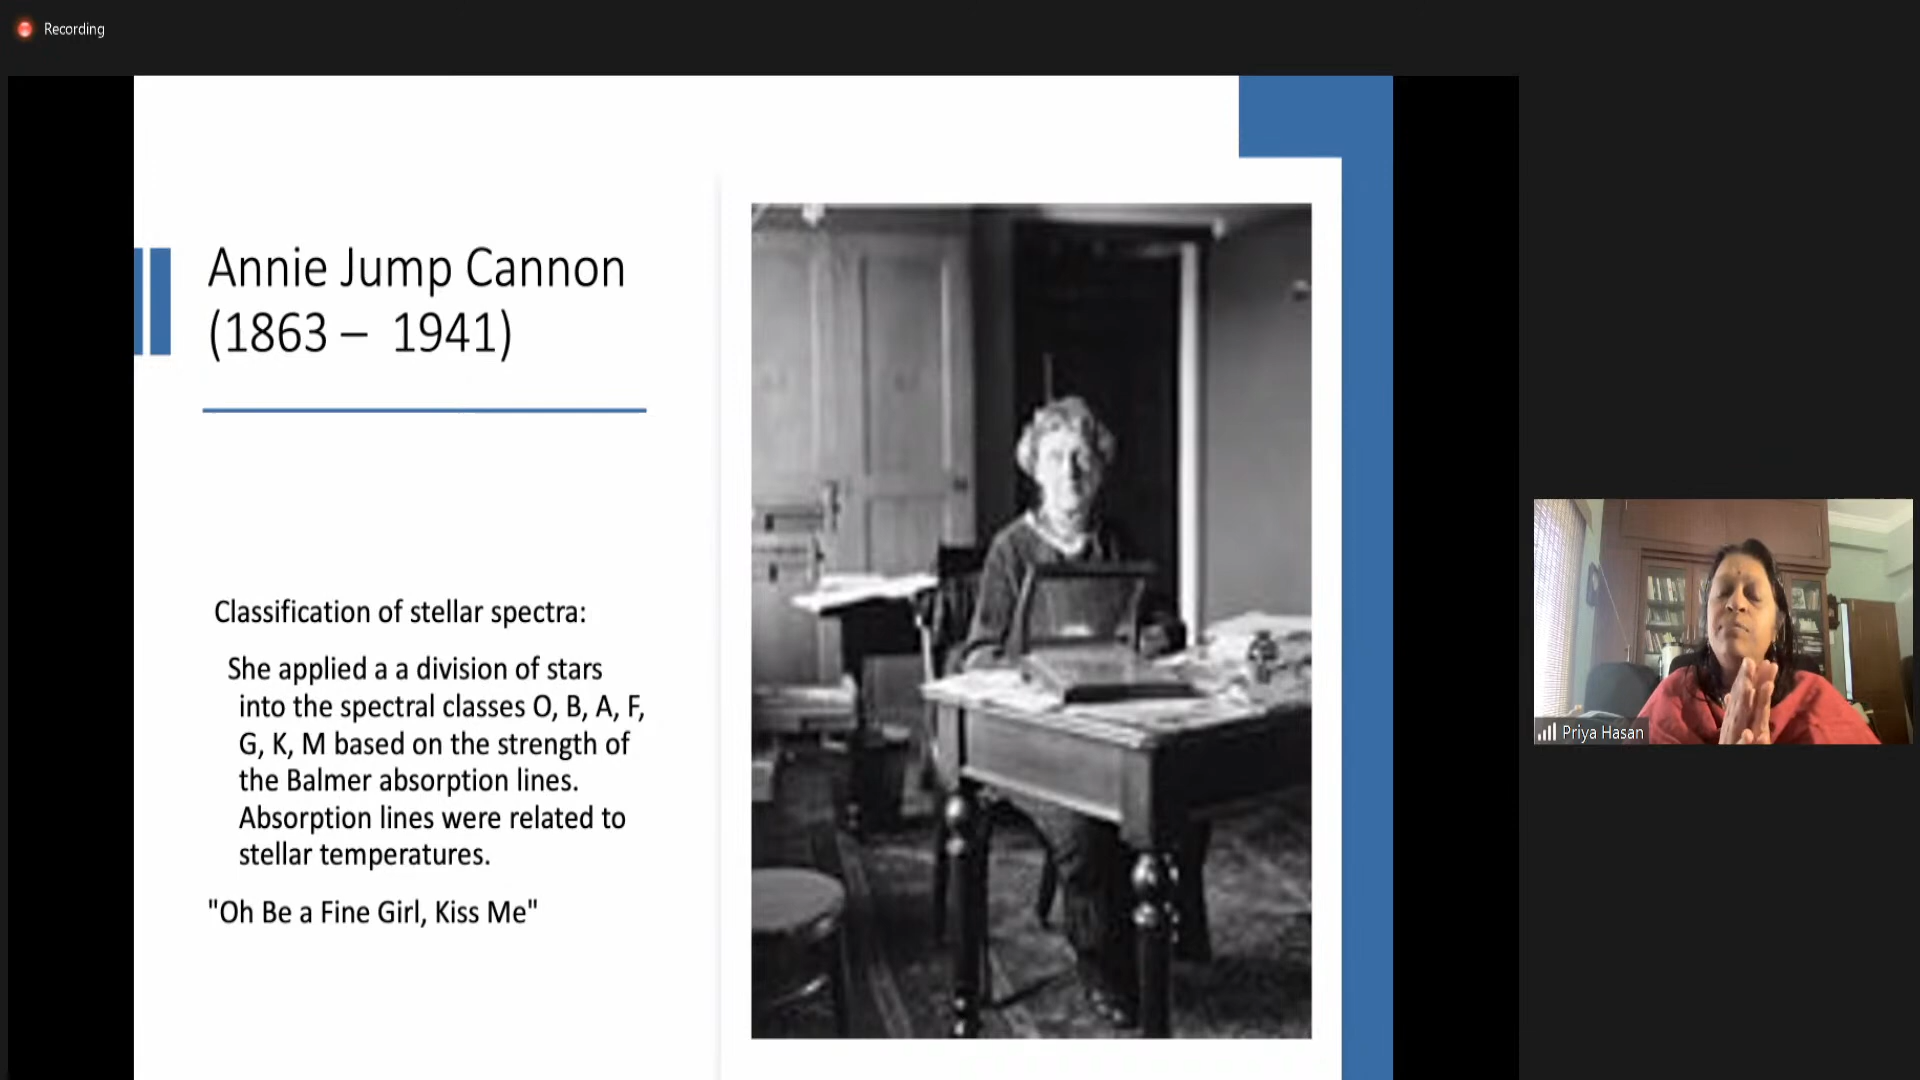 Recording
Annie Jump Cannon
(1863 – 1941)
Classification of stellar spectra:
She applied a a division of stars
into the spectral classes O, B, A, F,
G, K, M based on the strength of
the Balmer absorption lines.
Absorption lines were related to
stellar temperatures.
"Oh Be a Fine Girl, Kiss Me"
Priya Hasan